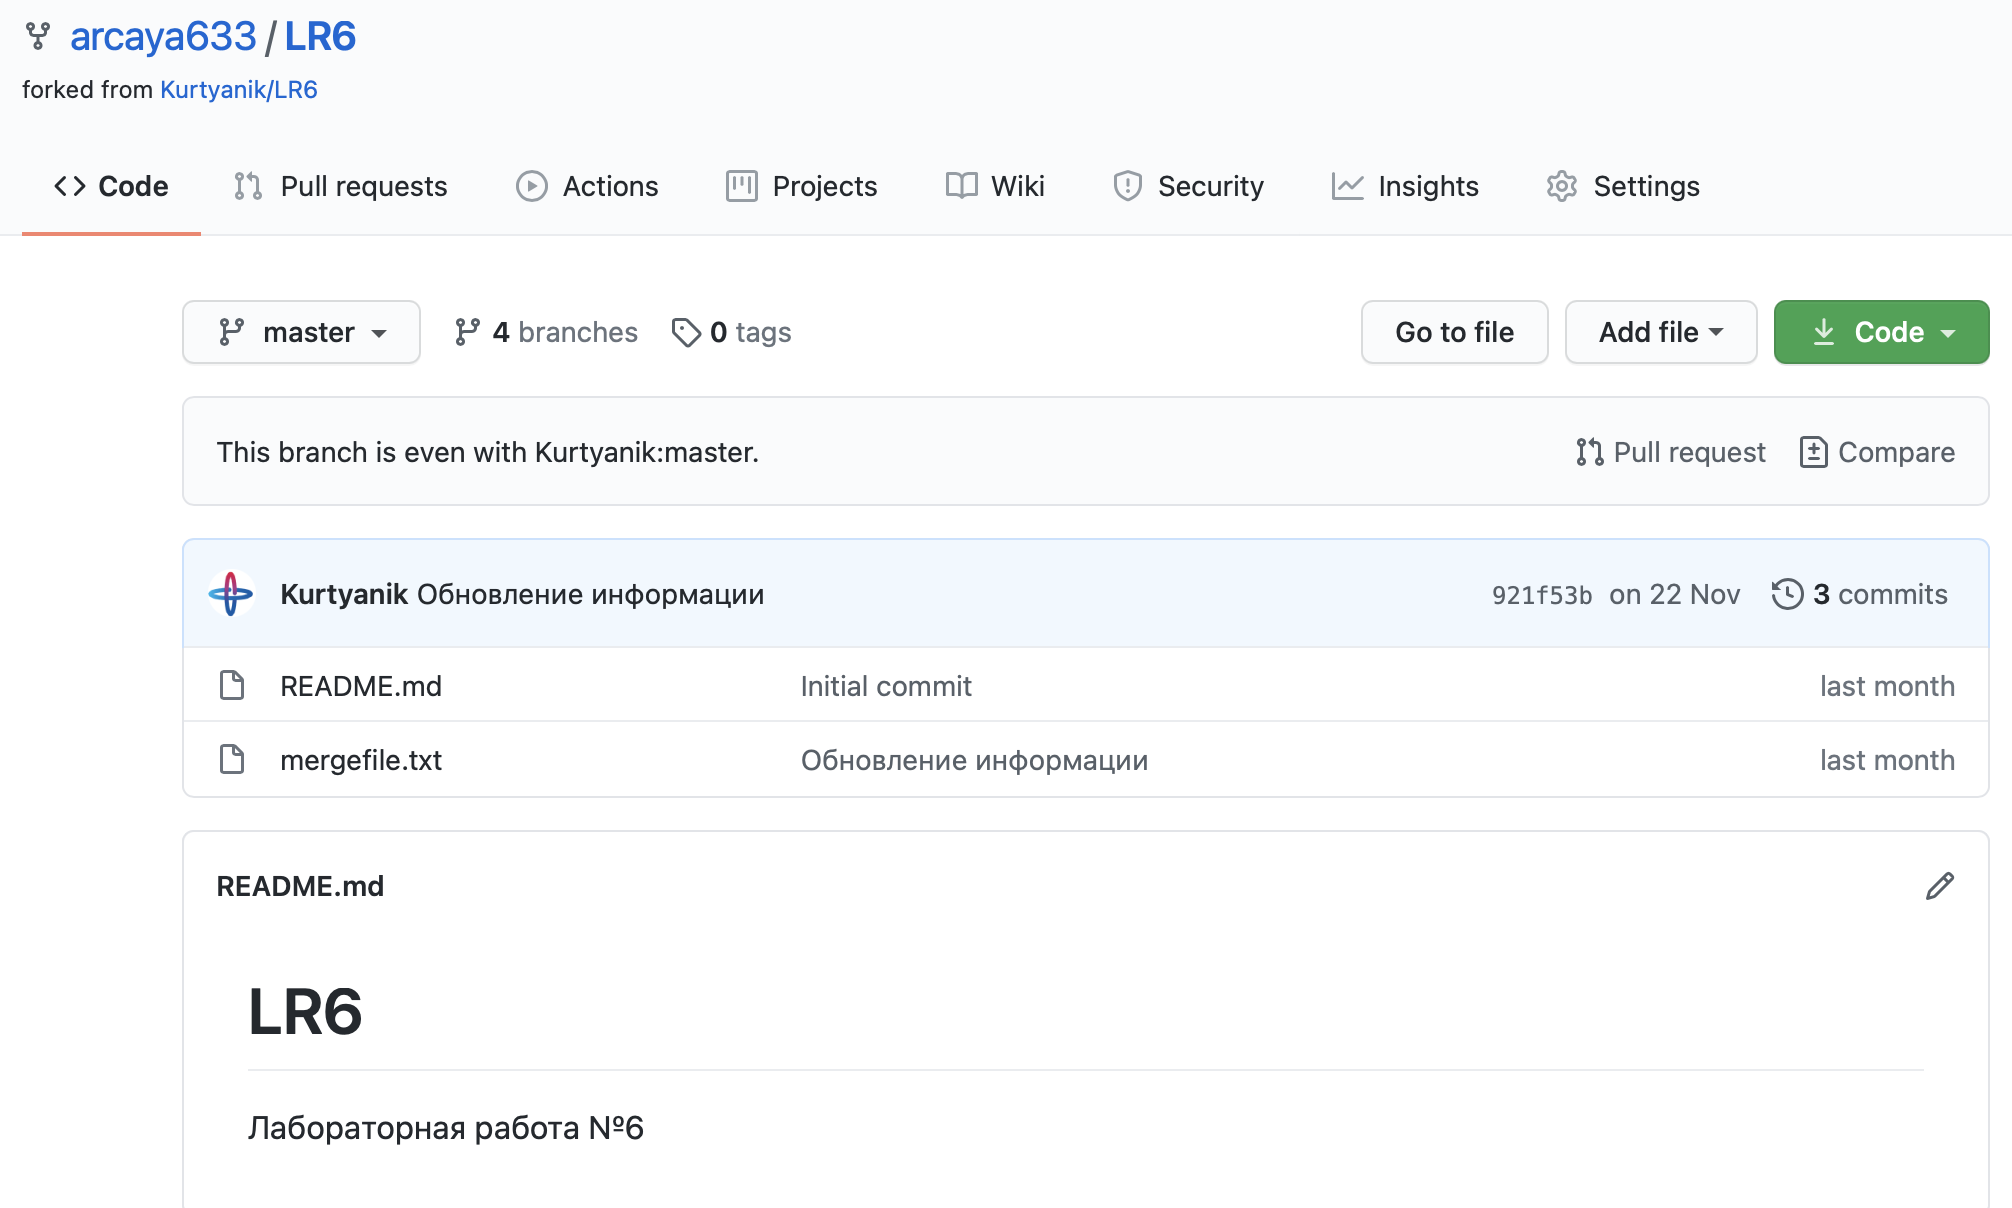 arcaya633 / LR6
forked from Kurtyanik/LR6
Code Pull requests Actions Projects Wiki Security Insights Settings
master 4 branches 0 tags Go to file Add file Code
This branch is even with Kurtyanik:master. Pull request Compare
Kurtyanik Обновление информации 921f53b on 22 Nov 3 commits
README.md Initial commit last month
mergefile.txt Обновление информации last month
README.md
LR6
Лабораторная работа №6